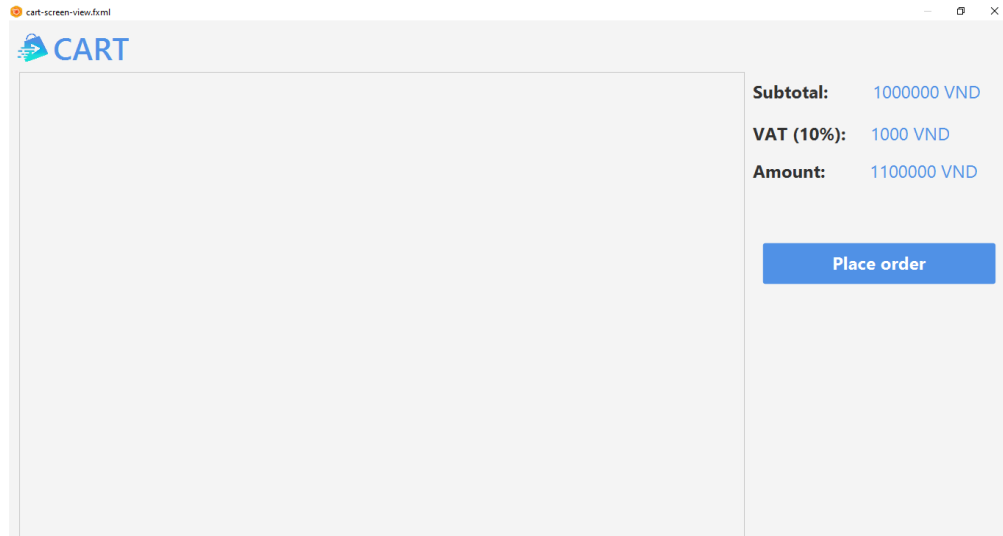 cart-screen-view.fxml
CART
Subtotal: 1000000 VND
VAT (10%): 1000 VND
Amount: 1100000 VND
Place order